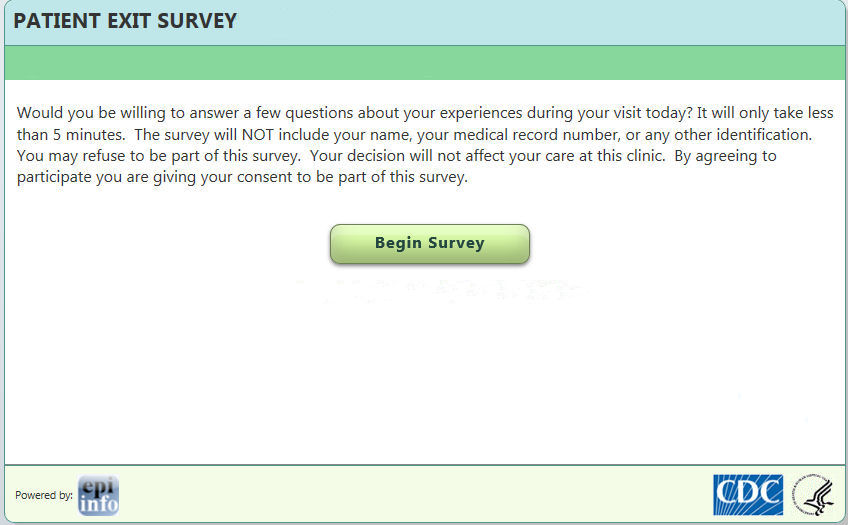 PATIENT EXIT SURVEY
Would you be willing to answer a few questions about your experiences during your visit today? It will only take less
than 5 minutes.  The survey will NOT include your name, your medical record number, or any other identification.
You may refuse to be part of this survey.  Your decision will not affect your care at this clinic.  By agreeing to
participate you are giving your consent to be part of this survey.
Begin Survey
Powered by:
epi
info
CDC